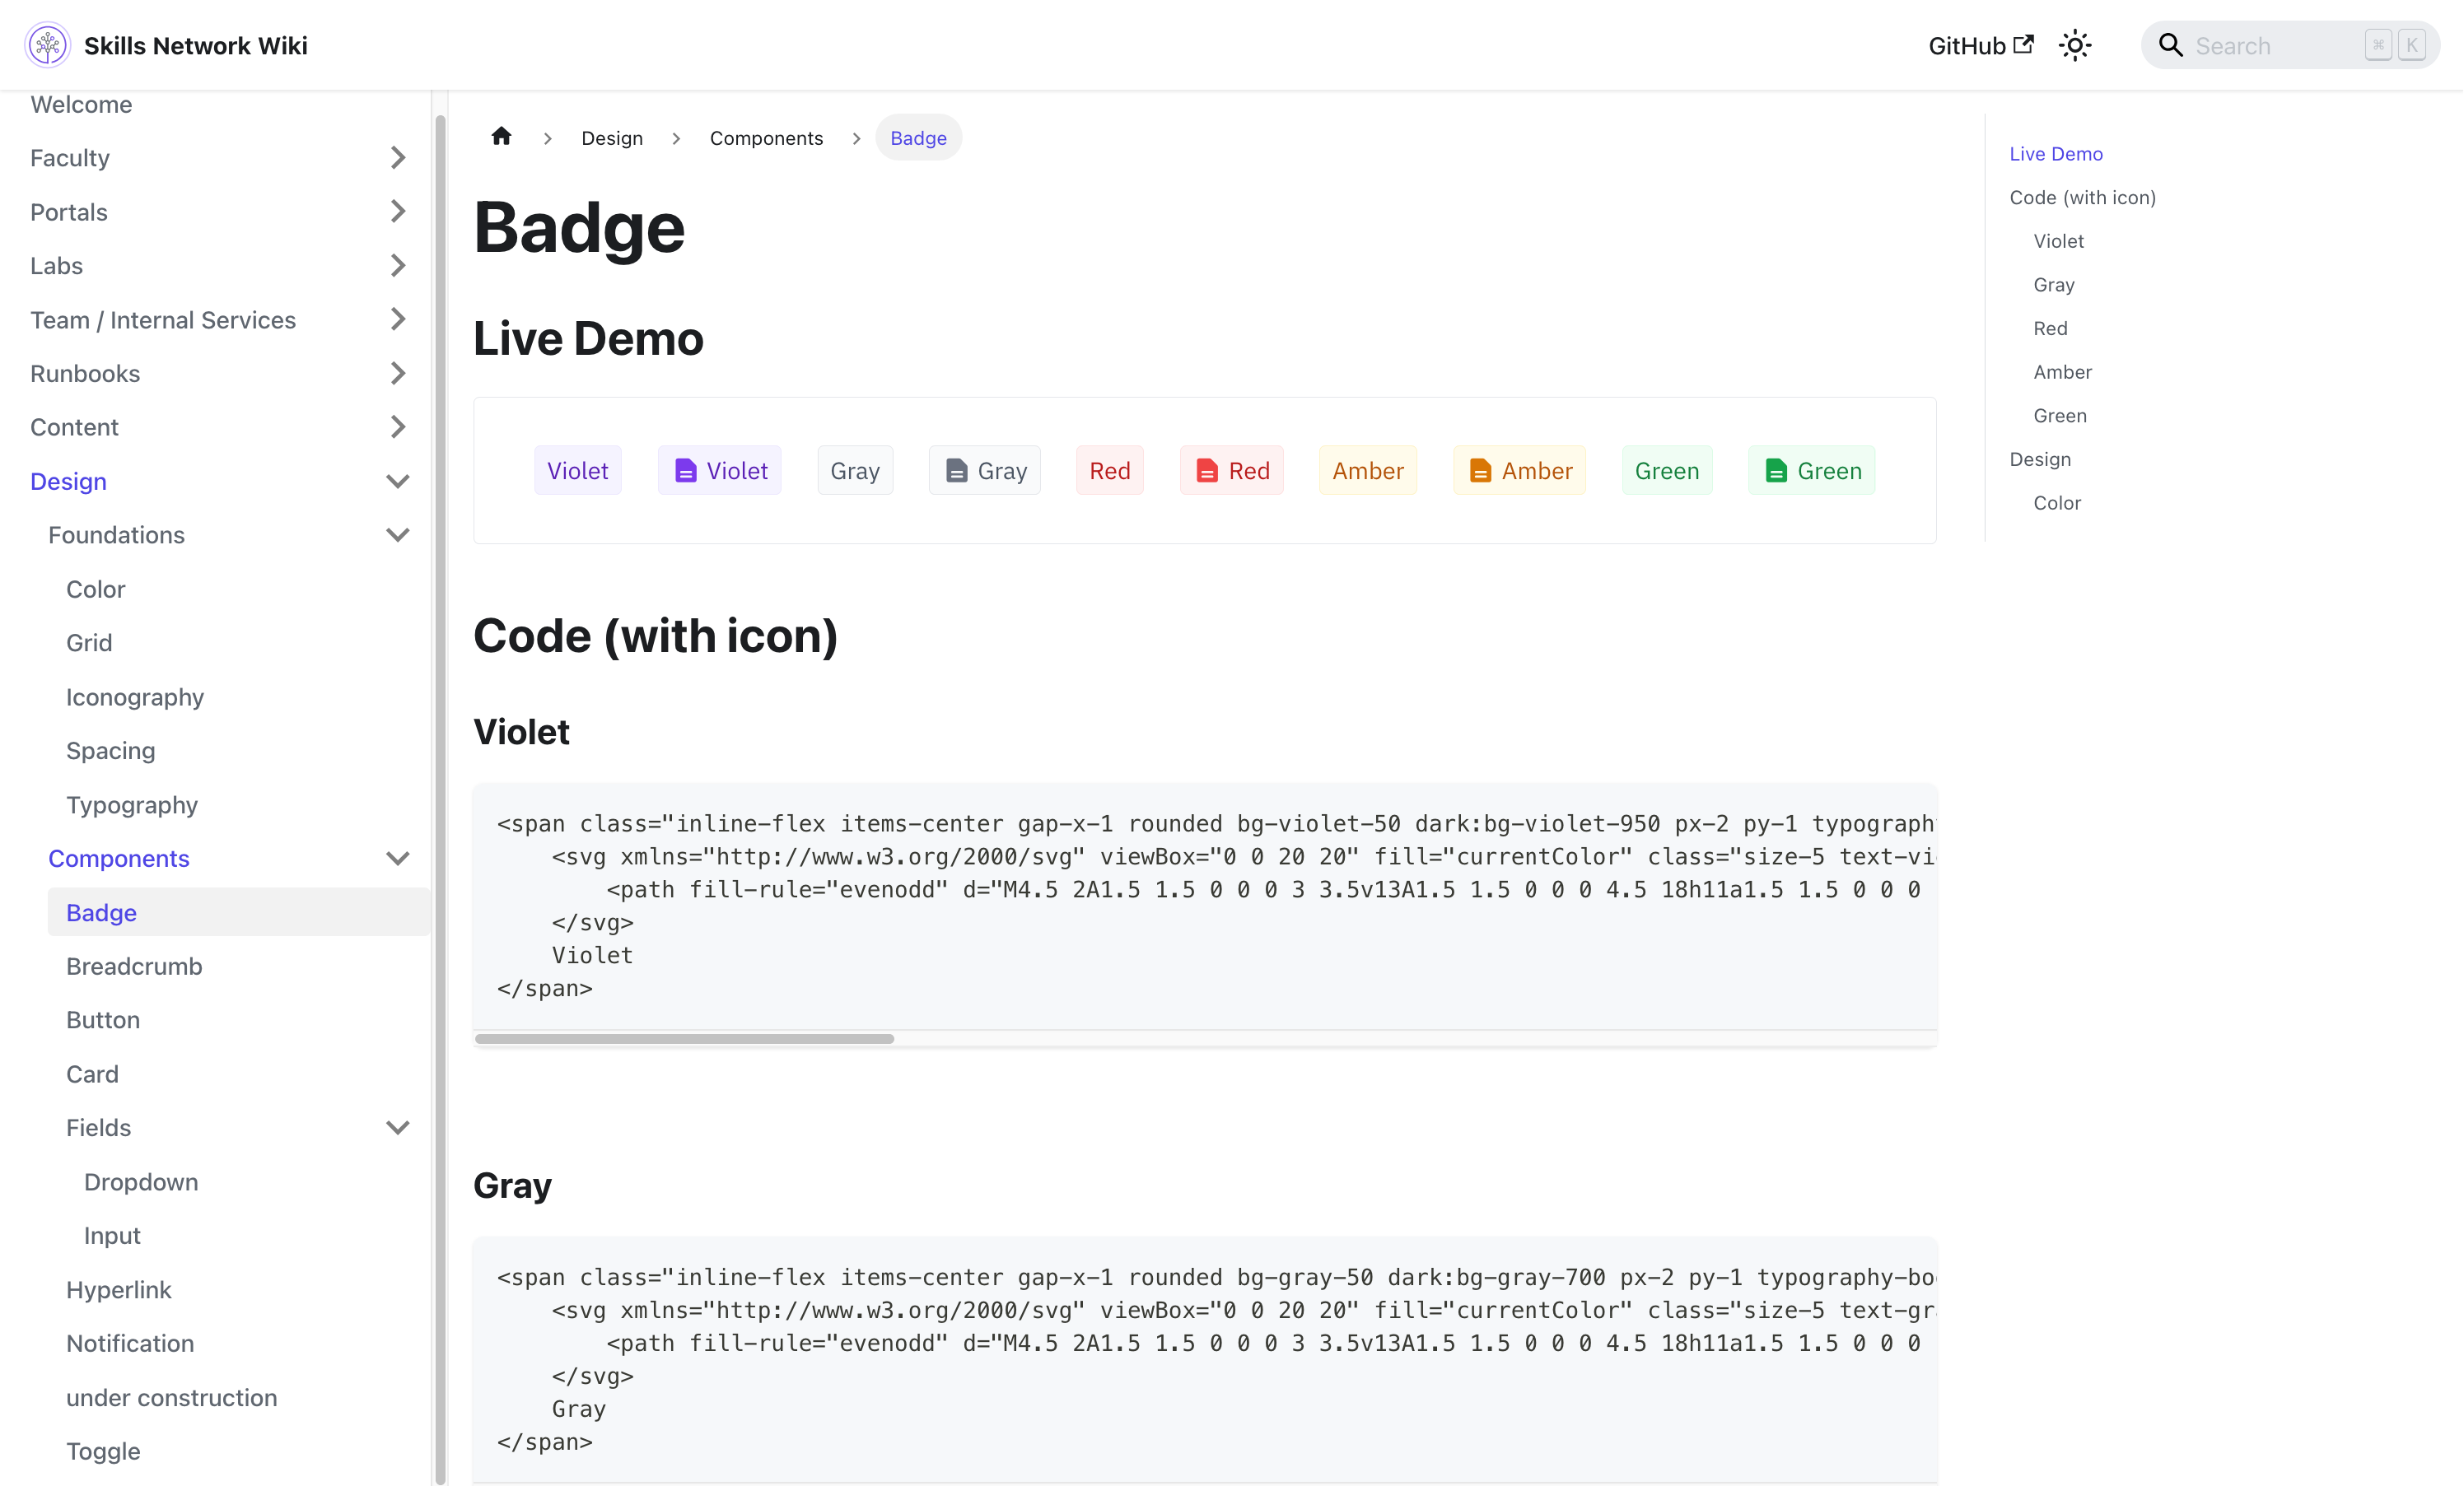 Skills Network Wiki
GitHub
Search
⌘ K
Welcome
Faculty
Portals
Labs
Team / Internal Services
Runbooks
Content
Design
Foundations
Color
Grid
Iconography
Spacing
Typography
Components
Badge
Breadcrumb
Button
Card
Fields
Dropdown
Input
Hyperlink
Notification
under construction
Toggle
Design
Components
Badge
Badge
Live Demo
Violet Violet Gray Gray Red Red Amber Amber Green Green
Code (with icon)
Violet
<span class="inline-flex items-center gap-x-1 rounded bg-violet-50 dark:bg-violet-950 px-2 py-1 typograph
<svg xmlns="http://www.w3.org/2000/svg" viewBox="0 0 20 20" fill="currentColor" class="size-5 text-vi
<path fill-rule="evenodd" d="M4.5 2A1.5 1.5 0 0 0 3 3.5v13A1.5 1.5 0 0 0 4.5 18h11a1.5 1.5 0 0 0
</svg>
Violet
</span>
Gray
<span class="inline-flex items-center gap-x-1 rounded bg-gray-50 dark:bg-gray-700 px-2 py-1 typography-bo
<svg xmlns="http://www.w3.org/2000/svg" viewBox="0 0 20 20" fill="currentColor" class="size-5 text-gr
<path fill-rule="evenodd" d="M4.5 2A1.5 1.5 0 0 0 3 3.5v13A1.5 1.5 0 0 0 4.5 18h11a1.5 1.5 0 0 0
</svg>
Gray
</span>
Live Demo
Code (with icon)
Violet
Gray
Red
Amber
Green
Design
Color